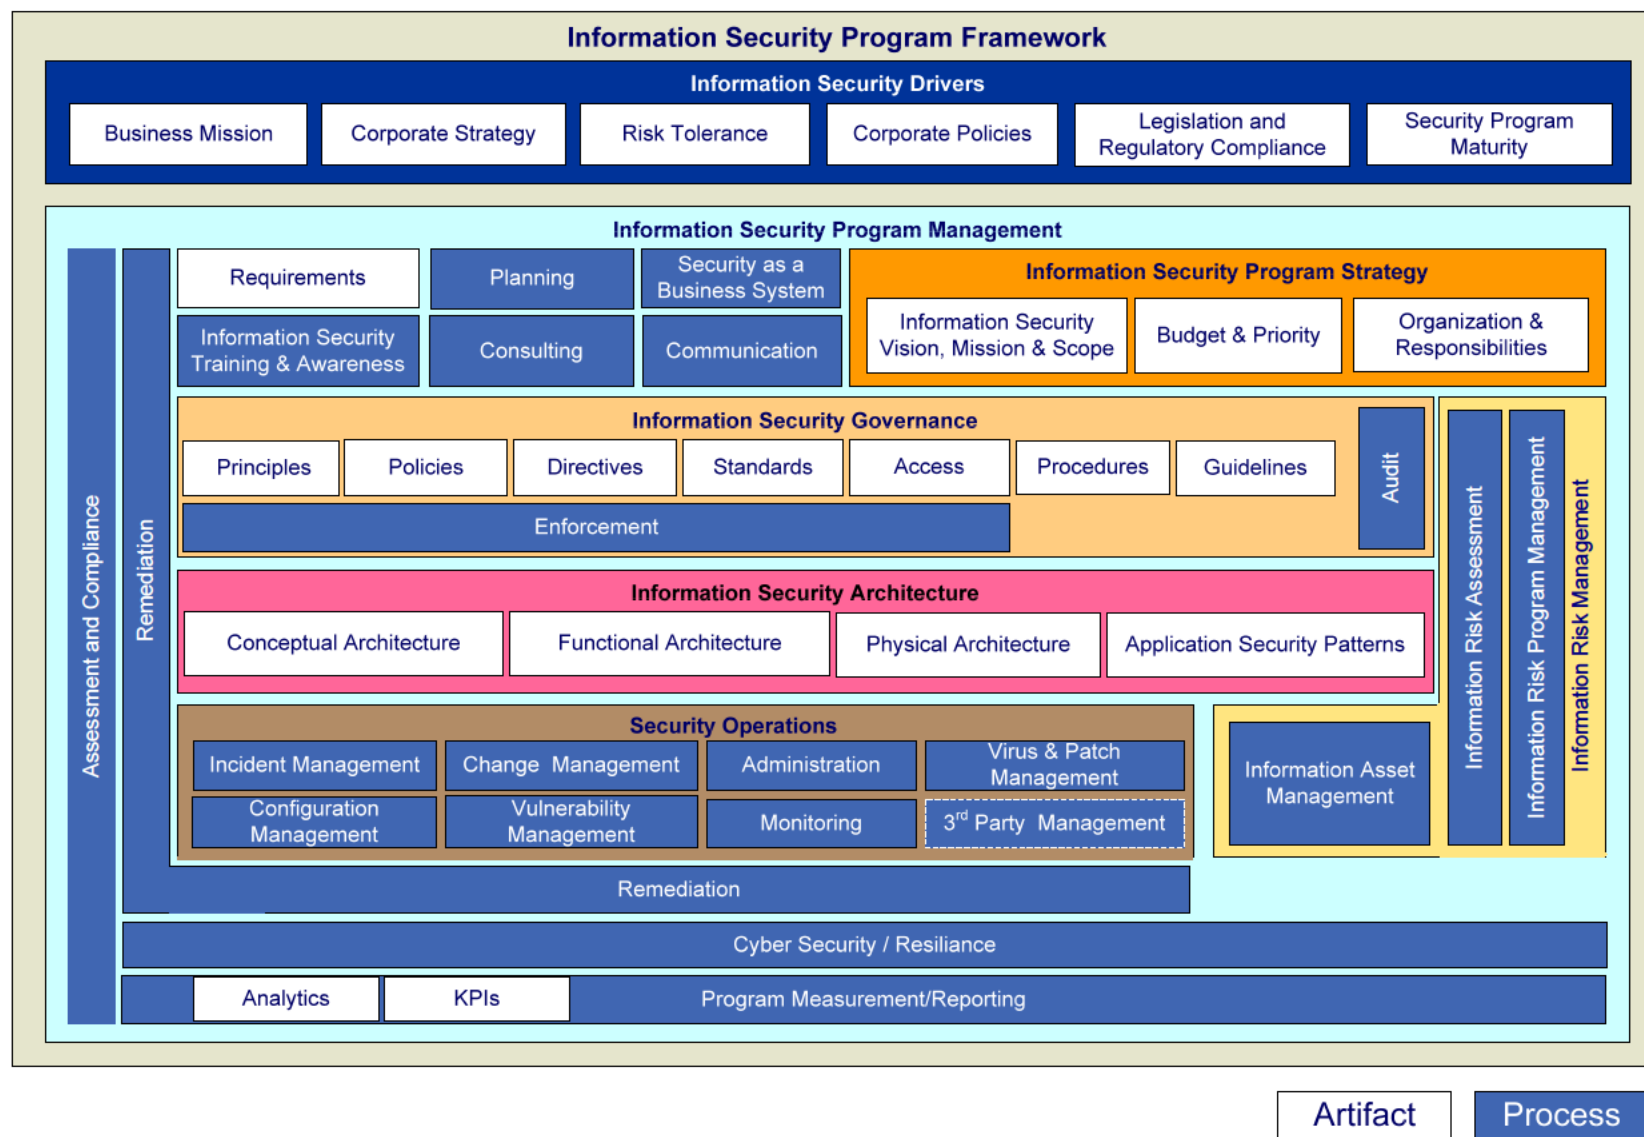 Information Security Program Framework
Information Security Drivers
Business Mission
Corporate Strategy
Risk Tolerance
Corporate Policies
Legislation and
Regulatory Compliance
Security Program
Maturity
Information Security Program Management
Assessment and Compliance
Remediation
Requirements
Planning
Security as a
Business System
Information Security
Training & Awareness
Consulting
Communication
Information Security Program Strategy
Information Security
Vision, Mission & Scope
Budget & Priority
Organization &
Responsibilities
Information Security Governance
Principles
Policies
Directives
Standards
Access
Procedures
Guidelines
Enforcement
Audit
Information Security Architecture
Conceptual Architecture
Functional Architecture
Physical Architecture
Application Security Patterns
Security Operations
Incident Management
Change Management
Administration
Virus & Patch
Management
Configuration
Management
Vulnerability
Management
Monitoring
3rd Party Management
Information Asset
Management
Information Risk Assessment
Information Risk Program Management
Information Risk Management
Remediation
Cyber Security / Resiliance
Analytics
KPIs
Program Measurement/Reporting
Artifact
Process